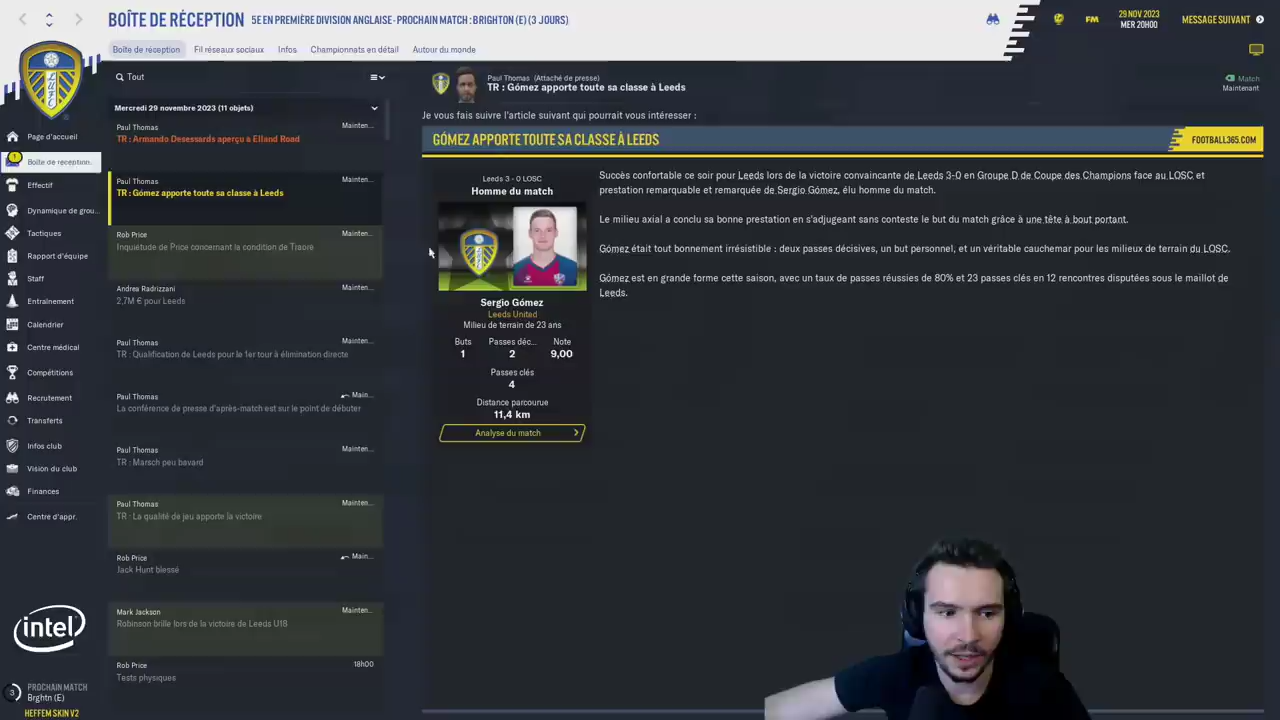 BOÎTE DE RÉCEPTION
5E EN PREMIÈRE DIVISION ANGLAISE - PROCHAIN MATCH : BRIGHTON (E) (3 JOURS)
FM
29 NOV 2023
MER 20H00
MESSAGE SUIVANT
Boîte de réception
Fil réseaux sociaux
Infos
Championnats en détail
Autour du monde
LUFC
Page d'accueil
1
Boîte de réception.
Effectif
Dynamique de grou...
Tactiques
Rapport d'équipe
Staff
Entraînement
Calendrier
Centre médical
Compétitions
Recrutement
Transferts
Infos club
Vision du club
Finances
Centre d'appr.
intel
3
PROCHAIN MATCH
Brghtn (E)
HEFFEM SKIN V2
Tout
Mercredi 29 novembre 2023 (11 objets)
Paul Thomas
Mainten...
TR : Armando Desessards aperçu à Elland Road
Paul Thomas
Mainten...
TR : Gómez apporte toute sa classe à Leeds
Rob Price
Mainten...
Inquiétude de Price concernant la condition de Traore
Andrea Radrizzani
Mainten...
2,7M € pour Leeds
Paul Thomas
Mainten...
TR : Qualification de Leeds pour le 1er tour à élimination directe
Paul Thomas
Main...
La conférence de presse d'après-match est sur le point de débuter
Paul Thomas
Mainten...
TR : Marsch peu bavard
Paul Thomas
Mainten...
TR : La qualité de jeu apporte la victoire
Rob Price
Main...
Jack Hunt blessé
Mark Jackson
Mainten...
Robinson brille lors de la victoire de Leeds U18
Rob Price
18h00
Tests physiques
Paul Thomas (Attaché de presse)
TR : Gómez apporte toute sa classe à Leeds
Match
Maintenant
Je vous fais suivre l'article suivant qui pourrait vous intéresser :
GÓMEZ APPORTE TOUTE SA CLASSE À LEEDS
FOOTBALL365.COM
Leeds 3 - 0 LOSC
Homme du match
Sergio Gómez
Leeds United
Milieu de terrain de 23 ans
Buts
Passes déc...
Note
1
2
9,00
Passes clés
4
Distance parcourue
11,4 km
Analyse du match
Succès confortable ce soir pour Leeds lors de la victoire convaincante de Leeds 3-0 en Groupe D de Coupe des Champions face au LOSC et
prestation remarquable et remarquée de Sergio Gómez, élu homme du match.
Le milieu axial a conclu sa bonne prestation en s'adjugeant sans conteste le but du match grâce à une tête à bout portant.
Gómez était tout bonnement irrésistible : deux passes décisives, un but personnel, et un véritable cauchemar pour les milieux de terrain du LOSC.
Gómez est en grande forme cette saison, avec un taux de passes réussies de 80% et 23 passes clés en 12 rencontres disputées sous le maillot de
Leeds.